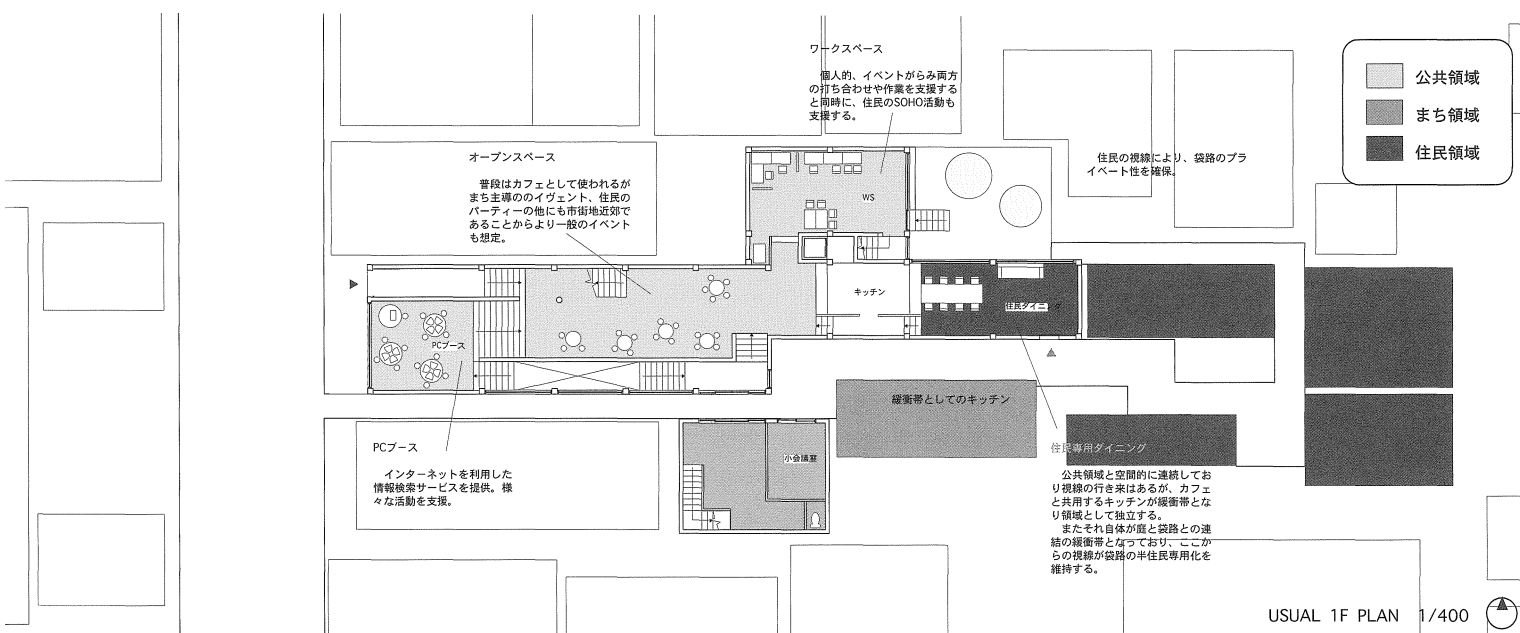 ワークスペース
個人的、イベントがらみ両方
の打ち合わせや作業を支援する
と同時に、住民のSOHO活動も
支援する。
公共領域
まち領域
住民領域
住民の視線により、袋路のプラ
イベート性を確保。
オープンスペース
普段はカフェとして使われるが
まち主導ののイヴェント、住民の
パーティーの他にも市街地近郊で
あることからより一般のイベント
も想定。
WS
キッチン
住民ダイニング
PCブース
緩衝帯としてのキッチン
小会議室
PCブース
インターネットを利用した
情報検索サービスを提供。様
々な活動を支援。
住民専用ダイニング
公共領域と空間的に連続してお
り視線の行き来はあるが、カフェ
と共用するキッチンが緩衝帯とな
り領域として独立する。
またそれ自体が庭と袋路との連
結の緩衝帯となっており、ここか
らの視線が袋路の半住民専用化を
維持する。
USUAL 1F PLAN 1/400